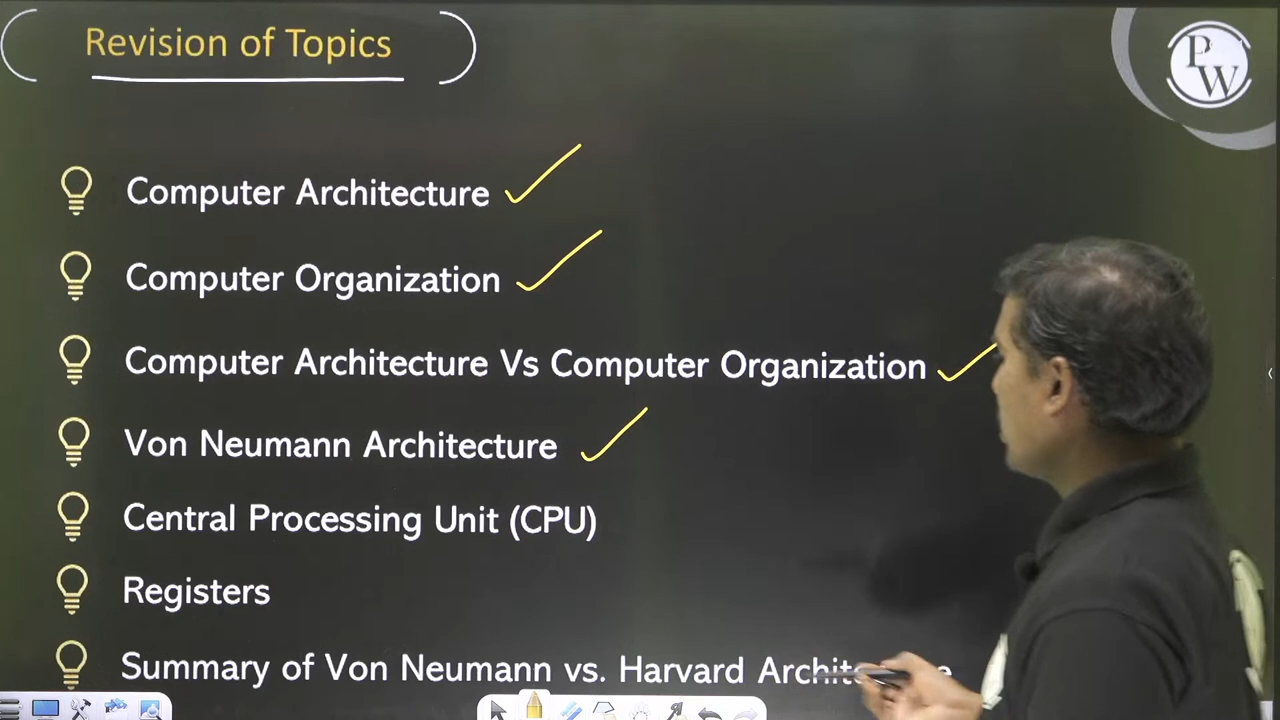 Revision of Topics
PW
Computer Architecture
Computer Organization
Computer Architecture Vs Computer Organization
Von Neumann Architecture
Central Processing Unit (CPU)
Registers
Summary of Von Neumann vs. Harvard